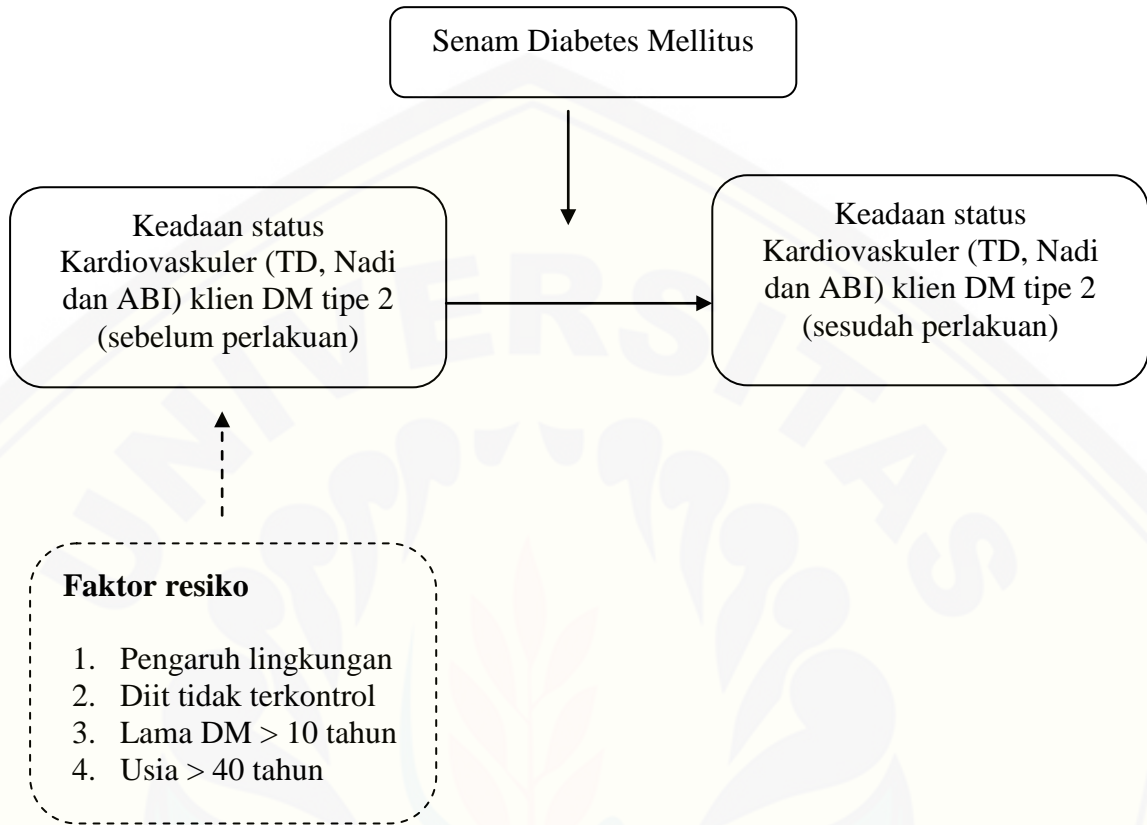 Senam Diabetes Mellitus
Keadaan status
Kardiovaskuler (TD, Nadi
dan ABI) klien DM tipe 2
(sebelum perlakuan)
Keadaan status
Kardiovaskuler (TD, Nadi
dan ABI) klien DM tipe 2
(sesudah perlakuan)
UNIVERSITAS
Faktor resiko
1. Pengaruh lingkungan
2. Diit tidak terkontrol
3. Lama DM > 10 tahun
4. Usia > 40 tahun